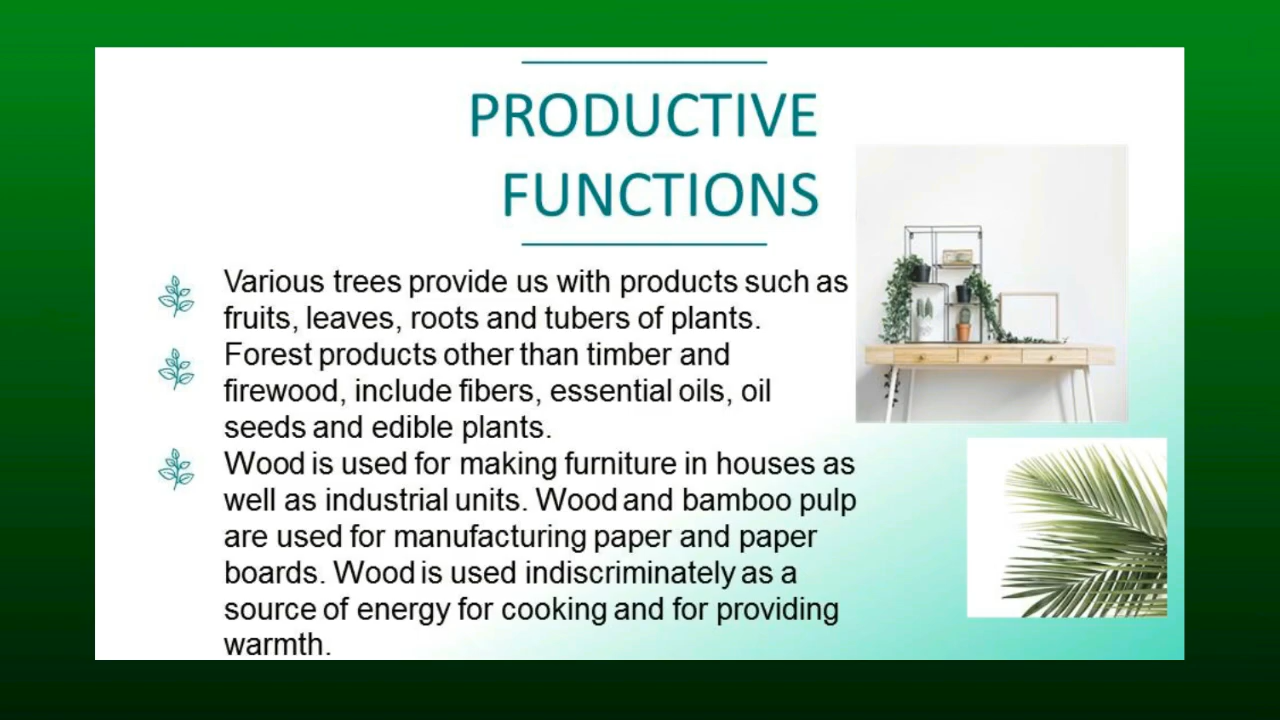 PRODUCTIVE
FUNCTIONS
Various trees provide us with products such as
fruits, leaves, roots and tubers of plants.
Forest products other than timber and
firewood, include fibers, essential oils, oil
seeds and edible plants.
Wood is used for making furniture in houses as
well as industrial units. Wood and bamboo pulp
are used for manufacturing paper and paper
boards. Wood is used indiscriminately as a
source of energy for cooking and for providing
warmth.